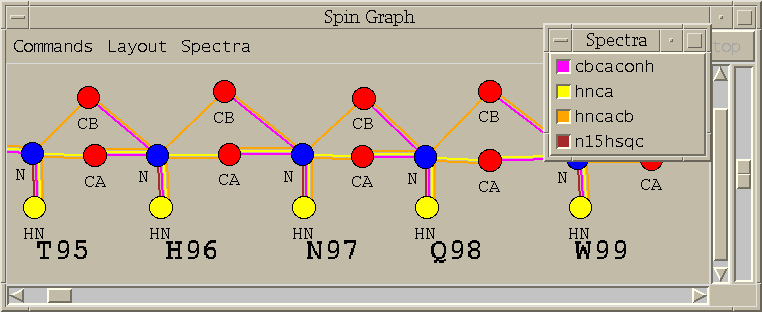 Spin Graph
Commands Layout Spectra
Spectra
top
cbcaconh
hnca
hncacb
n15hsqc
CB CB CB CB
N CA N CA N CA N CA N CA
HN HN HN HN HN
T95 H96 N97 Q98 W99